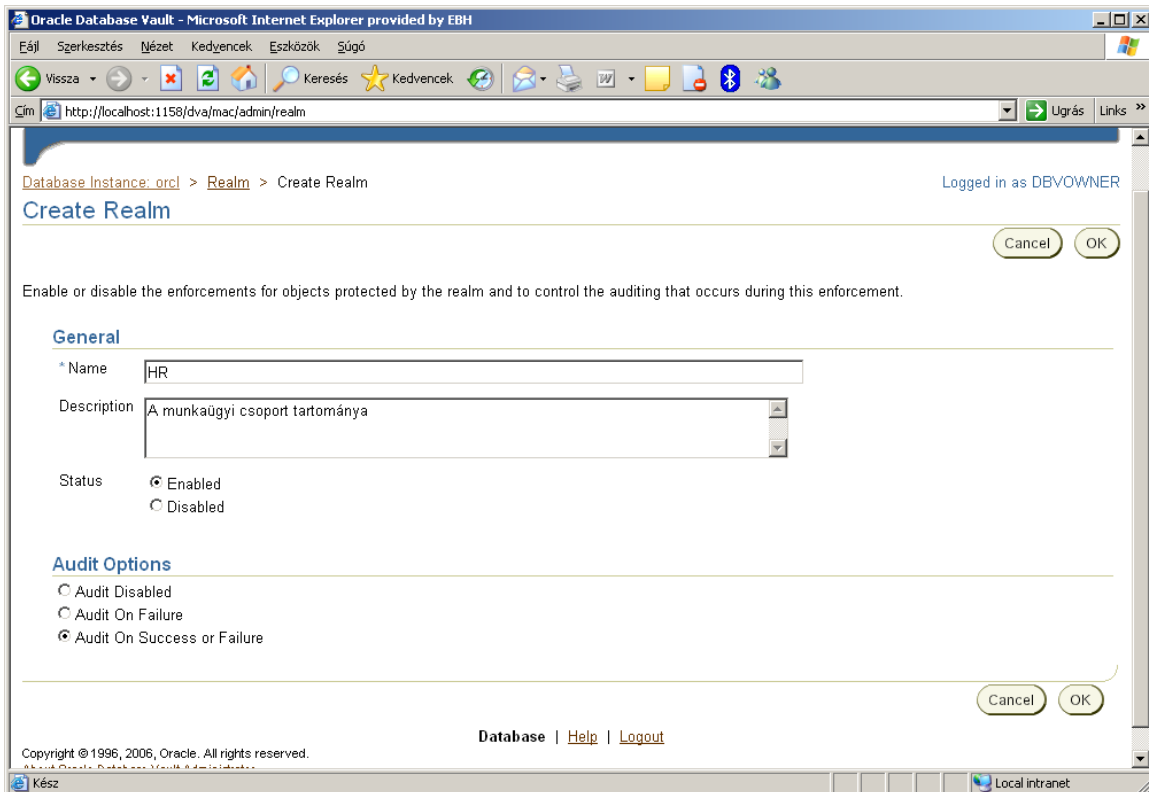 Oracle Database Vault - Microsoft Internet Explorer provided by EBH
Fájl Szerkesztés Nézet Kedvencek Eszközök Súgó
Vissza Keresés Kedvencek
Cím http://localhost:1158/dva/mac/admin/realm Ugrás Links »
Database Instance: orcl > Realm > Create Realm Logged in as DBVOWNER
Create Realm
Cancel OK
Enable or disable the enforcements for objects protected by the realm and to control the auditing that occurs during this enforcement.
General
* Name HR
Description A munkaügyi csoport tartománya
Status Enabled
Disabled
Audit Options
Audit Disabled
Audit On Failure
Audit On Success or Failure
Cancel OK
Database | Help | Logout
Copyright © 1996, 2006, Oracle. All rights reserved.
About Oracle Database Vault Administrator
Kész Local intranet